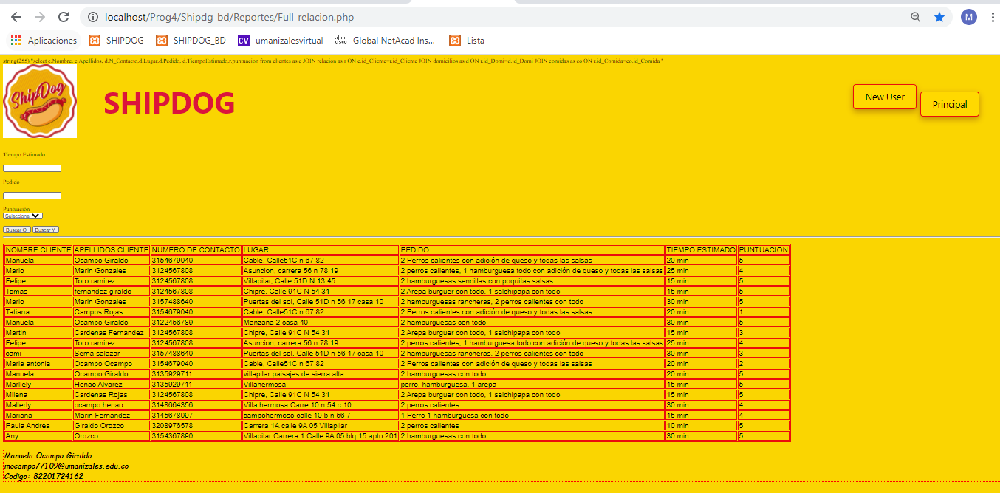 localhost/Prog4/Shipdg-bd/Reportes/Full-relacion.php
M
Aplicaciones SHIPDOG SHIPDOG_BD CV umanizalesvirtual cisco Global NetAcad Ins... Lista
string(255) "select c.Nombre, c.Apellidos, d.N_Contacto,d.Lugar,d.Pedido, d.TiempoEstimado,r.puntuacion from clientes as c JOIN relacion as r ON c.id_Cliente=r.id_Cliente JOIN domicilios as d ON r.id_Domi=d.id_Domi JOIN comidas as co ON r.id_Comida=co.id_Comida "
ShipDog
SHIPDOG
New User
Principal
Tiempo Estimado
Pedido
Puntuación
Seleccione
Buscar O Buscar Y
NOMBRE CLIENTE APELLIDOS CLIENTE NUMERO DE CONTACTO LUGAR PEDIDO TIEMPO ESTIMADO PUNTUACION
Manuela Ocampo Giraldo 3154679040 Cable, Calle51C n 67 82 2 Perros calientes con adición de queso y todas las salsas 20 min 5
Mario Marin Gonzales 3124567808 Asuncion, carrera 56 n 78 19 2 perros calientes, 1 hamburguesa todo con adición de queso y todas las salsas 25 min 4
Felipe Toro ramirez 3124567808 Villapilar, Calle 51D N 13 45 2 hamburguesas sencillas con poquitas salsas 15 min 5
Tomas fernandez giraldo 3124567808 Chipre, Calle 91C N 54 31 2 Arepa burguer con todo, 1 salchipapa con todo 15 min 5
Mario Marin Gonzales 3157488640 Puertas del sol, Calle 51D n 56 17 casa 10 2 hamburguesas rancheras, 2 perros calientes con todo 30 min 5
Tatiana Campos Rojas 3154679040 Cable, Calle51C n 67 82 2 Perros calientes con adición de queso y todas las salsas 20 min 1
Manuela Ocampo Giraldo 3122456789 Manzana 2 casa 40 2 hamburguesas con todo 30 min 5
Martin Cardenas Fernandez 3124567808 Chipre, Calle 91C N 54 31 2 Arepa burguer con todo, 1 salchipapa con todo 15 min 3
Felipe Toro ramirez 3124567808 Asuncion, carrera 56 n 78 19 2 perros calientes, 1 hamburguesa todo con adición de queso y todas las salsas 25 min 4
cami Serna salazar 3157488640 Puertas del sol, Calle 51D n 56 17 casa 10 2 hamburguesas rancheras, 2 perros calientes con todo 30 min 3
Maria antonia Ocampo Ocampo 3154679040 Cable, Calle51C n 67 82 2 Perros calientes con adición de queso y todas las salsas 20 min 2
Manuela Ocampo Giraldo 3135929711 villapilar paisajes de sierra alta 2 hamburguesas con todo 20 min 5
Marllely Henao Alvarez 3135929711 Villahermosa perro, hamburguesa, 1 arepa 15 min 5
Milena Cardenas Rojas 3124567808 Chipre, Calle 91C N 54 31 2 Arepa burguer con todo, 1 salchipapa con todo 15 min 5
Mallerly ocampo henao 3148664356 Villa hermosa Carre 10 n 54 c 10 2 perros calientes 30 min 4
Mariana Marin Fernandez 3145678097 campohermoso calle 10 b n 56 7 1 Perro 1 hamburguesa con todo 15 min 4
Paula Andrea Giraldo Orozco 3208976578 Carrera 1A calle 9A 05 Villapilar 2 perros calientes 10 min 5
Any Orozco 3154367890 Villapilar Carrera 1 Calle 9A 05 blq 15 apto 201 2 hamburguesas con todo 30 min 5
Manuela Ocampo Giraldo
mocampo77109@umanizales.edu.co
Codigo: 82201724162